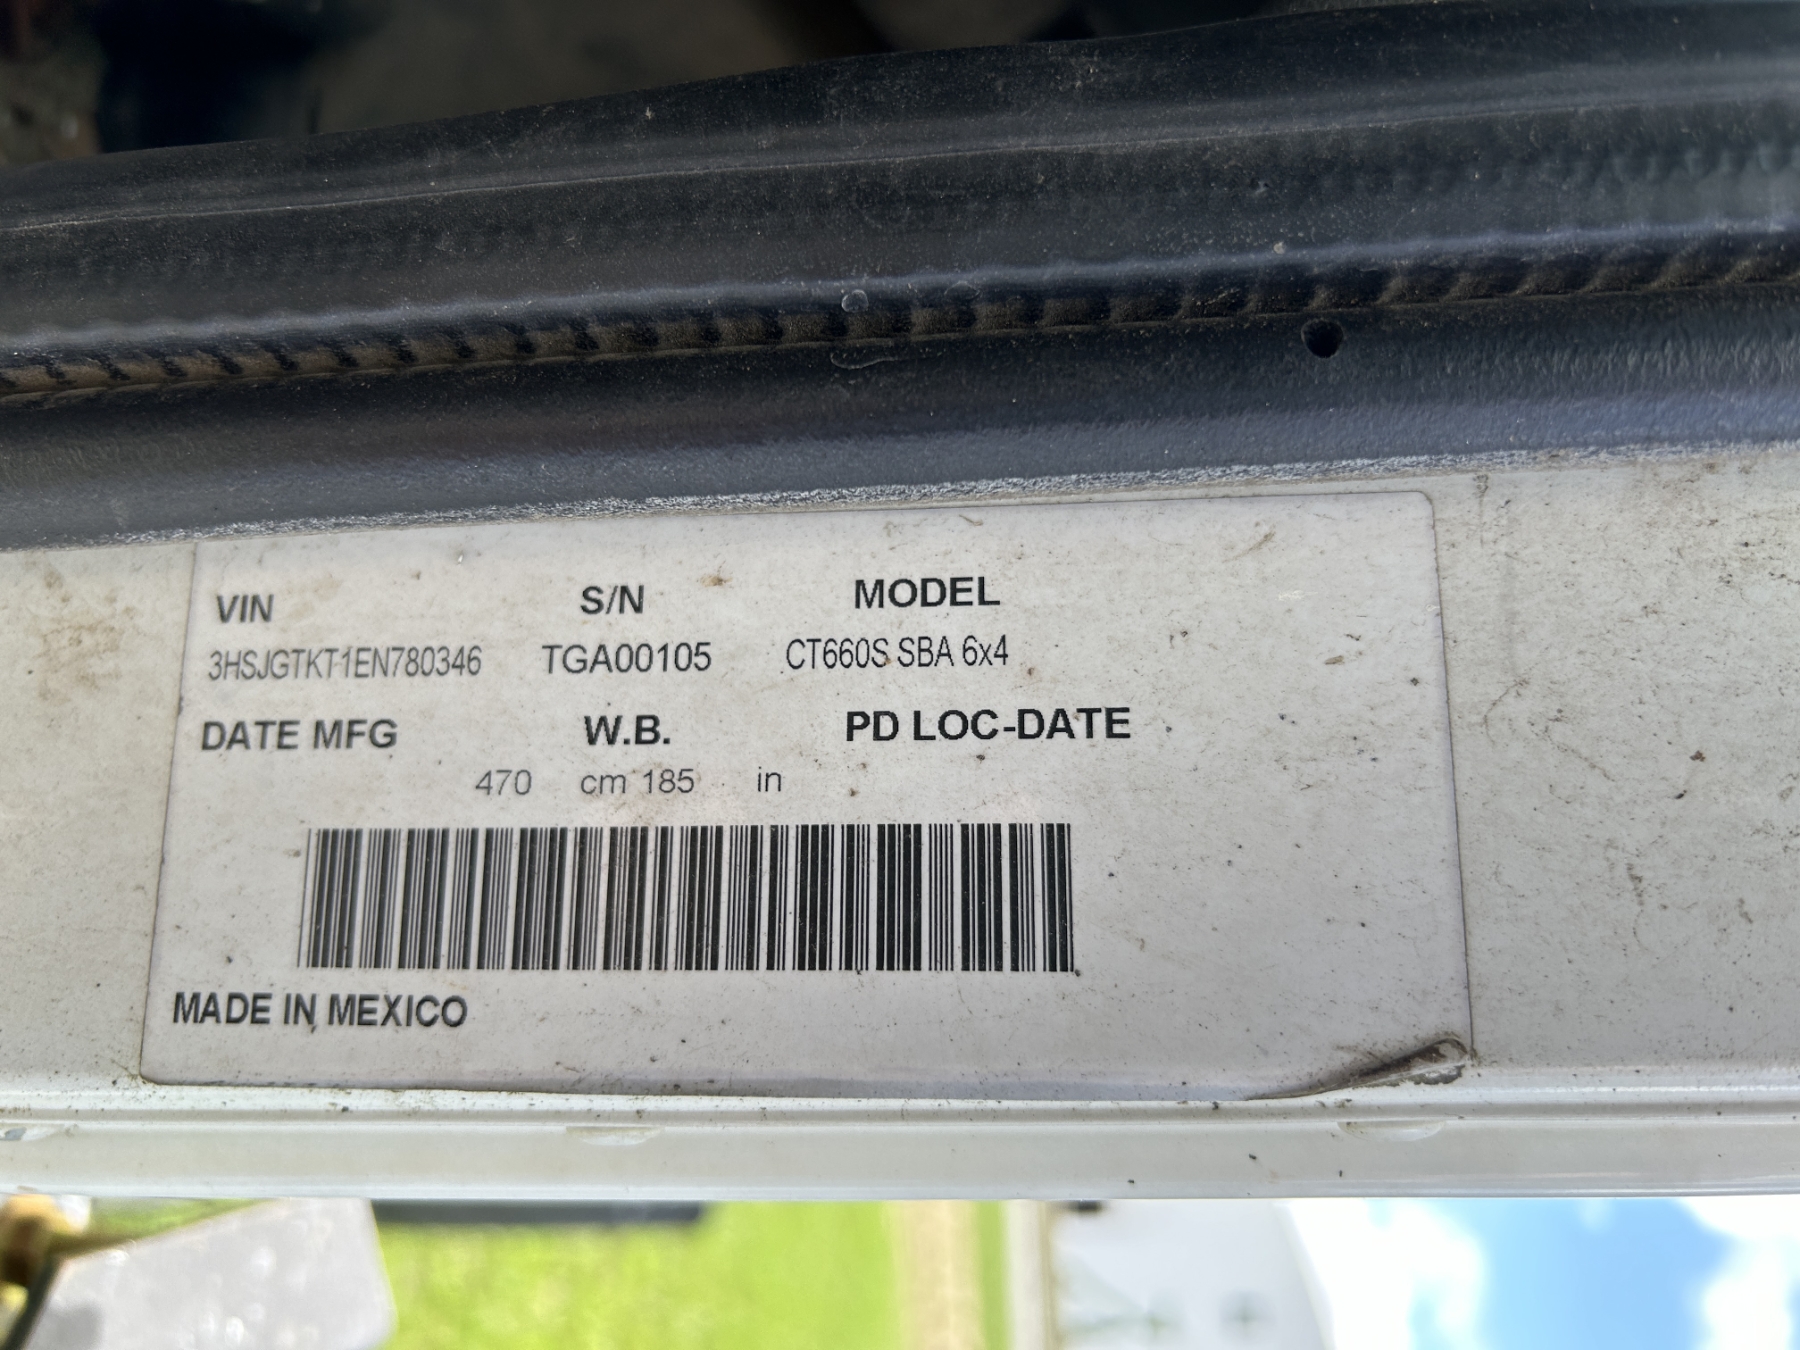 VIN S/N MODEL
3HSJGTKT1EN780346 TGA00105 CT660S SBA 6x4
DATE MFG W.B. PD LOC-DATE
470 cm 185 in
MADE IN MEXICO